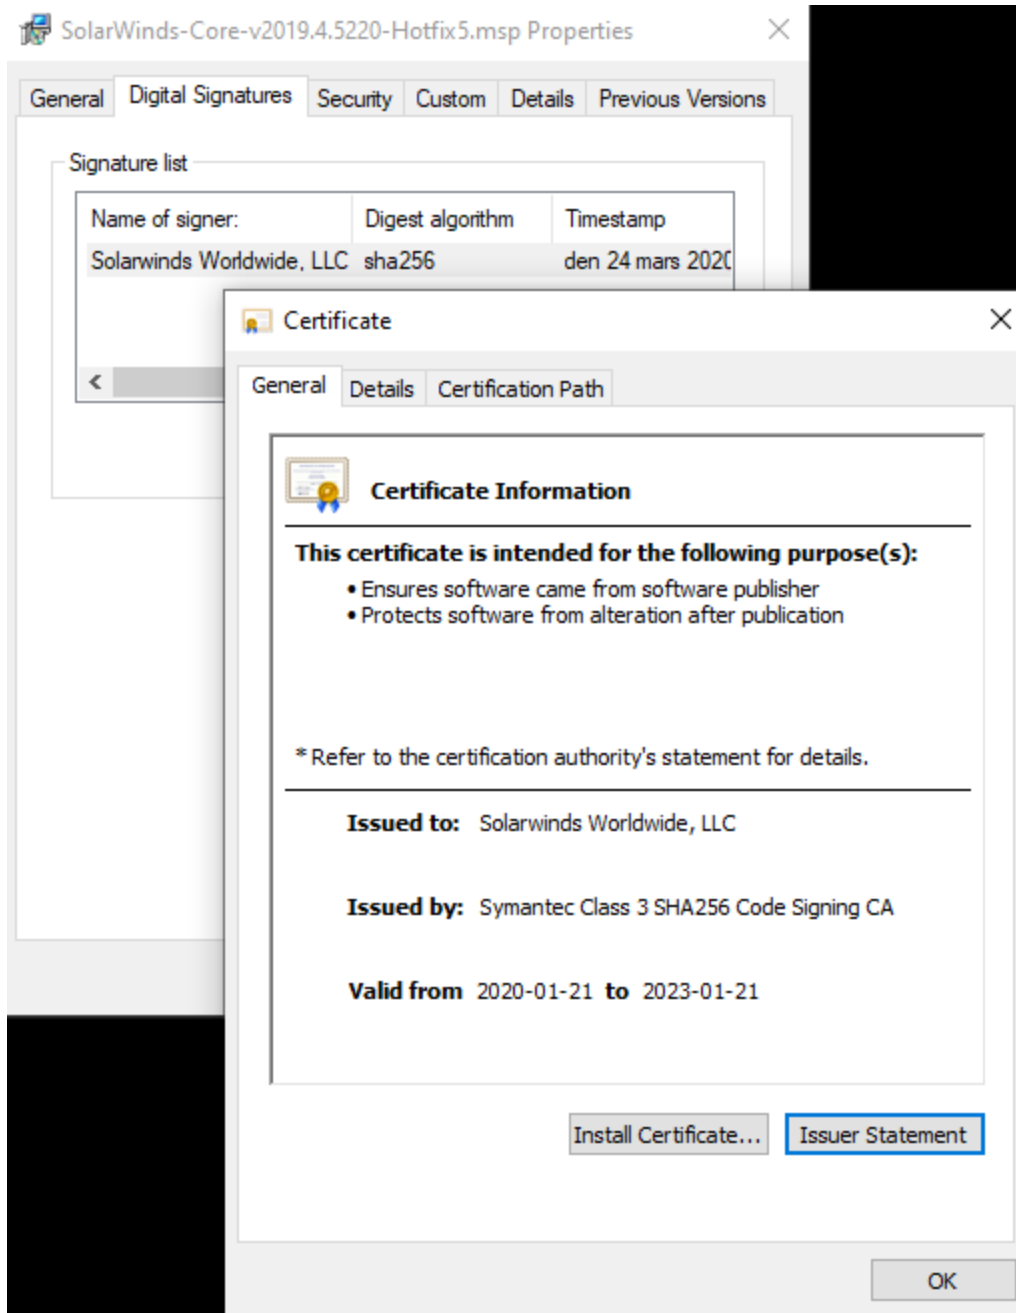 SolarWinds-Core-v2019.4.5220-Hotfix5.msp Properties
General Digital Signatures Security Custom Details Previous Versions
Signature list
Name of signer: Digest algorithm Timestamp
Solarwinds Worldwide, LLC sha256 den 24 mars 2020
Certificate
General Details Certification Path
Certificate Information
This certificate is intended for the following purpose(s):
• Ensures software came from software publisher
• Protects software from alteration after publication
* Refer to the certification authority's statement for details.
Issued to: Solarwinds Worldwide, LLC
Issued by: Symantec Class 3 SHA256 Code Signing CA
Valid from 2020-01-21 to 2023-01-21
Install Certificate... Issuer Statement
OK